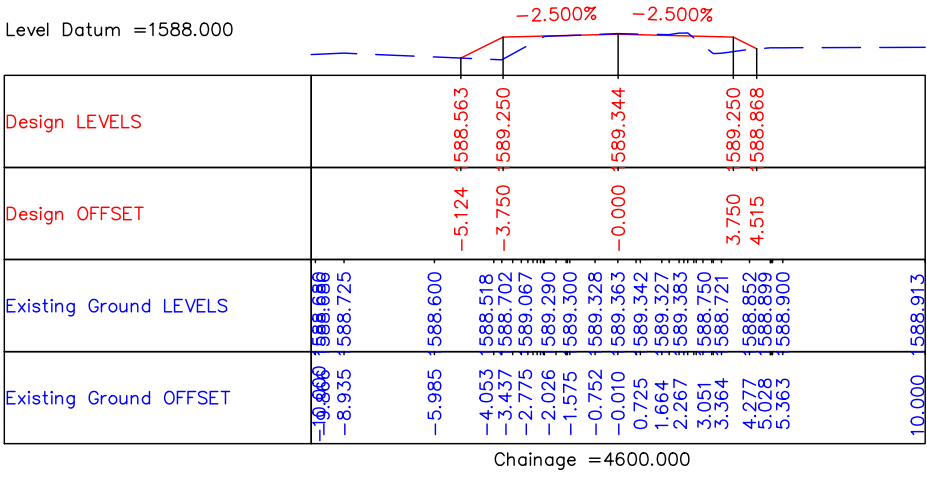 −2.500% −2.500%
Level Datum =1588.000
Design LEVELS 1588.563 1589.250 1589.344 1589.250 1588.868
Design OFFSET −5.124 −3.750 −0.000 3.750 4.515
Existing Ground LEVELS 1588.725 1588.600 1588.518 1588.702 1589.067 1589.290 1589.300 1589.328 1589.363 1589.342 1589.327 1589.383 1588.750 1588.721 1588.852 1588.899 1588.900 1588.913
Existing Ground OFFSET −10.000 −8.935 −5.985 −4.053 −3.437 −2.775 −2.026 −1.575 −0.752 −0.010 0.725 1.664 2.267 3.051 3.364 4.277 5.028 5.363 10.000
Chainage =4600.000